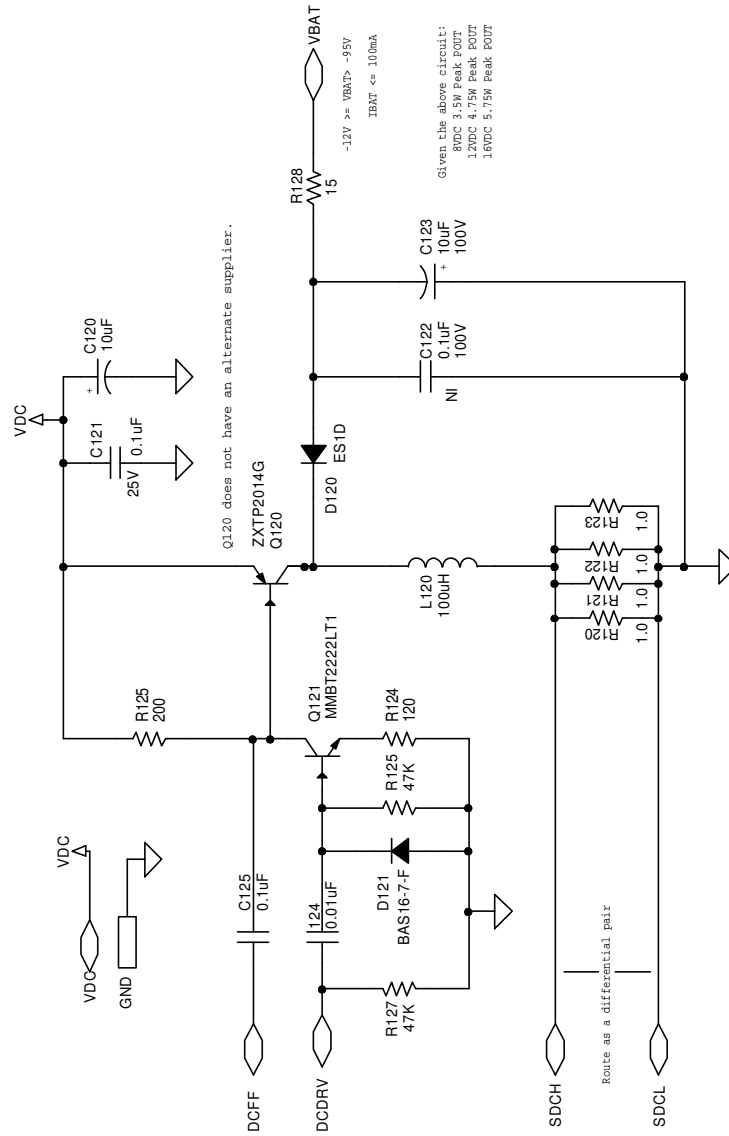 VDC
VDC
GND
VDC
C121
0.1uF
25V
C120
10uF
+
R125
200
DCFF
C125
0.1uF
DCDRV
124
0.01uF
R127
47K
D121
BAS16-7-F
R125
47K
Q121
MMBT2222LT1
R124
120
Q120 does not have an alternate supplier.
ZXTP2014G
Q120
D120
ES1D
L120
100uH
NI
C122
0.1uF
100V
C123
10uF
100V
+
R128
15
VBAT
-12V >= VBAT> -95V
IBAT <= 100mA
Given the above circuit:
8VDC 3.5W Peak POUT
12VDC 4.75W Peak POUT
16VDC 5.75W Peak POUT
SDCH
SDCL
Route as a differential pair
R120
1.0
R121
1.0
R122
1.0
R123
1.0